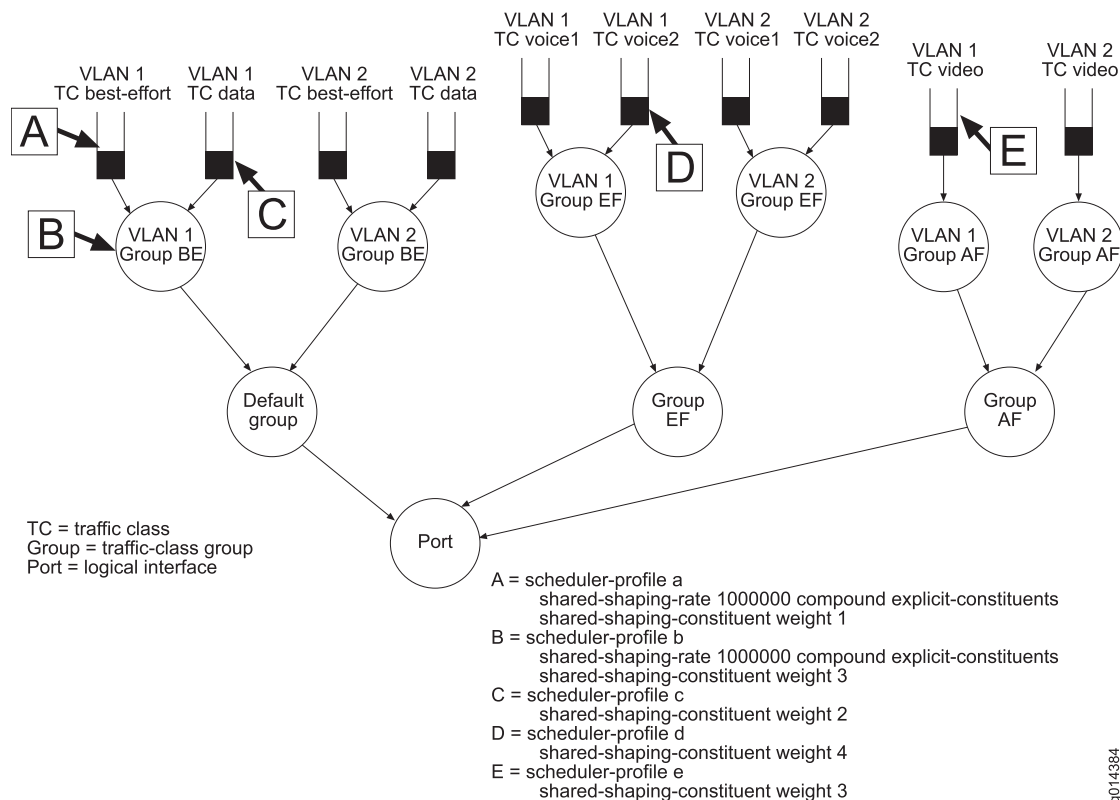 VLAN 1
TC voice1
VLAN 1
TC voice2
VLAN 2
TC voice1
VLAN 2
TC voice2
VLAN 1
TC video
VLAN 2
TC video
VLAN 1
TC best-effort
VLAN 1
TC data
VLAN 2
TC best-effort
VLAN 2
TC data
A
B
C
D
E
VLAN 1
Group BE
VLAN 2
Group BE
VLAN 1
Group EF
VLAN 2
Group EF
VLAN 1
Group AF
VLAN 2
Group AF
Default
group
Group
EF
Group
AF
Port
TC = traffic class
Group = traffic-class group
Port = logical interface
A = scheduler-profile a
shared-shaping-rate 1000000 compound explicit-constituents
shared-shaping-constituent weight 1
B = scheduler-profile b
shared-shaping-rate 1000000 compound explicit-constituents
shared-shaping-constituent weight 3
C = scheduler-profile c
shared-shaping-constituent weight 2
D = scheduler-profile d
shared-shaping-constituent weight 4
E = scheduler-profile e
shared-shaping-constituent weight 3
g014384